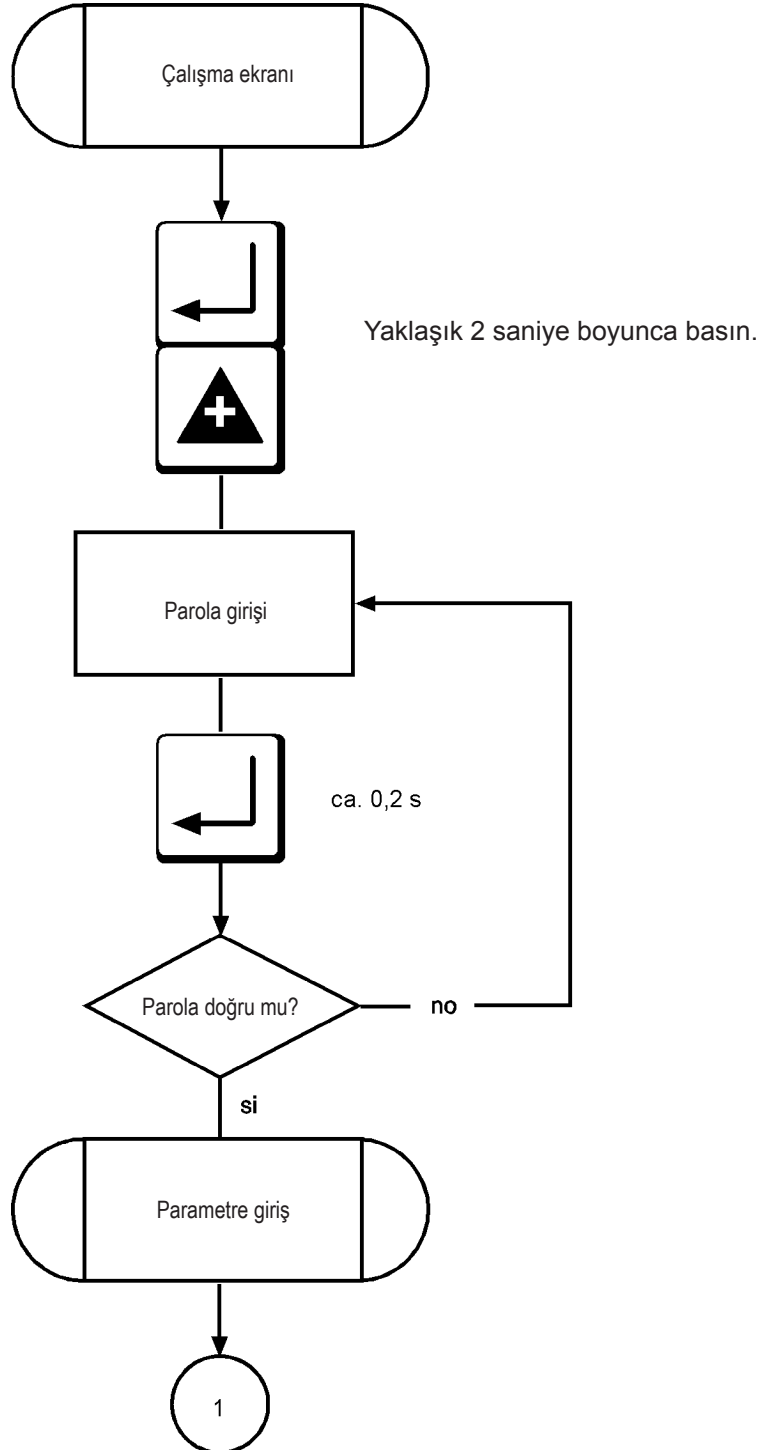 Çalışma ekranı
Yaklaşık 2 saniye boyunca basın.
+
Parola girişi
ca. 0,2 s
Parola doğru mu?
no
si
Parametre giriş
1